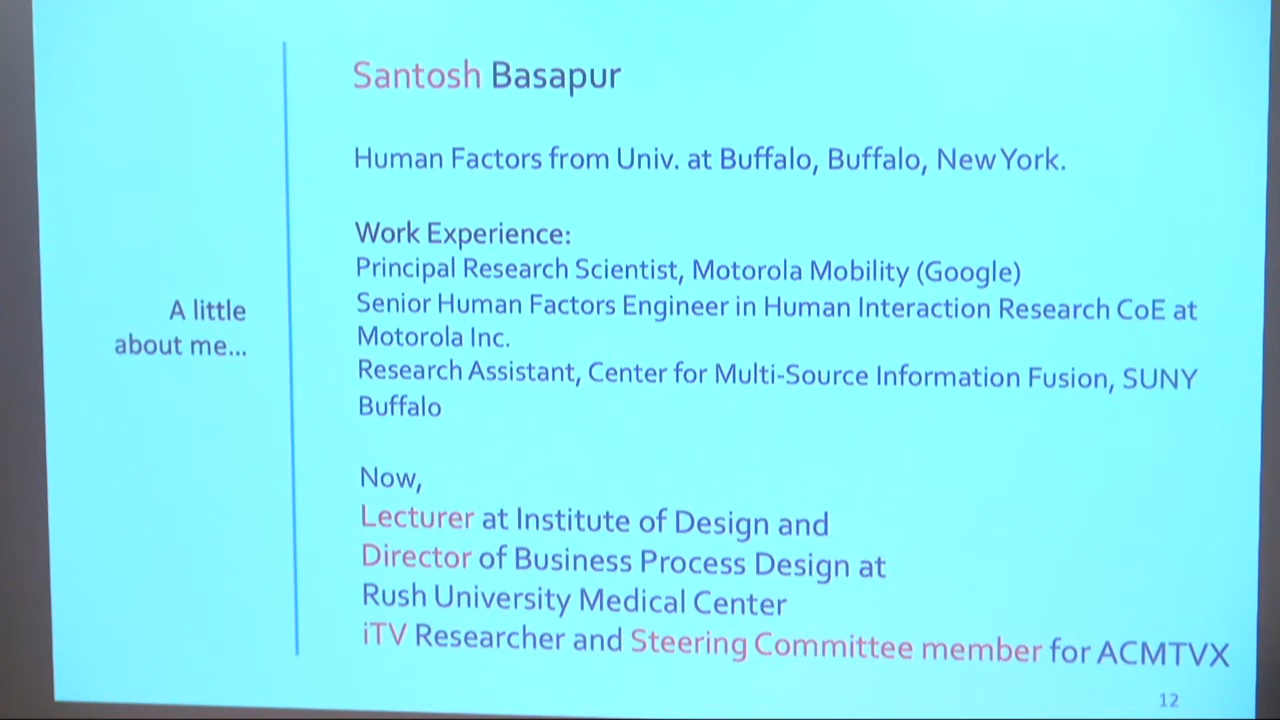 Santosh Basapur
Human Factors from Univ. at Buffalo, Buffalo, New York.
Work Experience:
Principal Research Scientist, Motorola Mobility (Google)
Senior Human Factors Engineer in Human Interaction Research CoE at
Motorola Inc.
Research Assistant, Center for Multi-Source Information Fusion, SUNY
Buffalo
A little
about me...
Now,
Lecturer at Institute of Design and
Director of Business Process Design at
Rush University Medical Center
iTV Researcher and Steering Committee member for ACMTVX
12